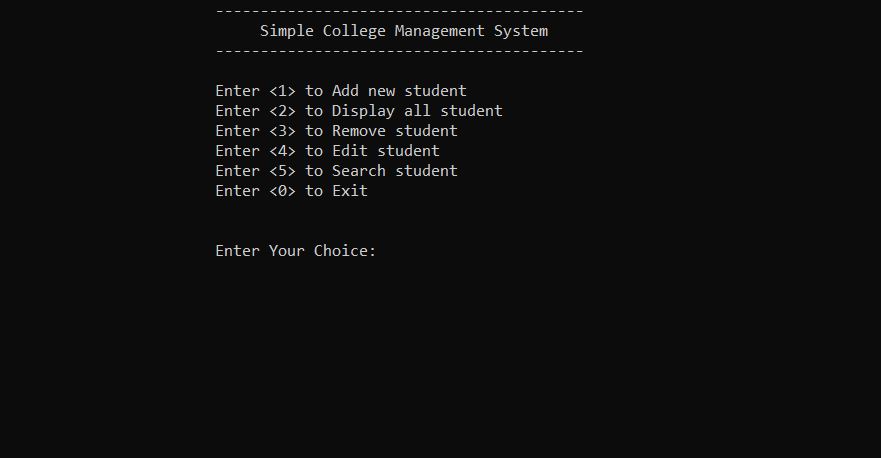 -----------------------------------------
Simple College Management System
-----------------------------------------
Enter <1> to Add new student
Enter <2> to Display all student
Enter <3> to Remove student
Enter <4> to Edit student
Enter <5> to Search student
Enter <0> to Exit
Enter Your Choice: